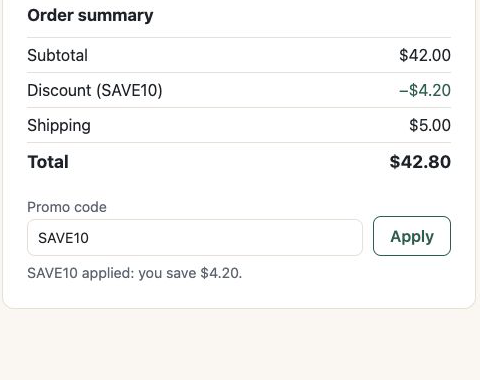 Order summary
Subtotal $42.00
Discount (SAVE10) –$4.20
Shipping $5.00
Total $42.80
Promo code
SAVE10 Apply
SAVE10 applied: you save $4.20.